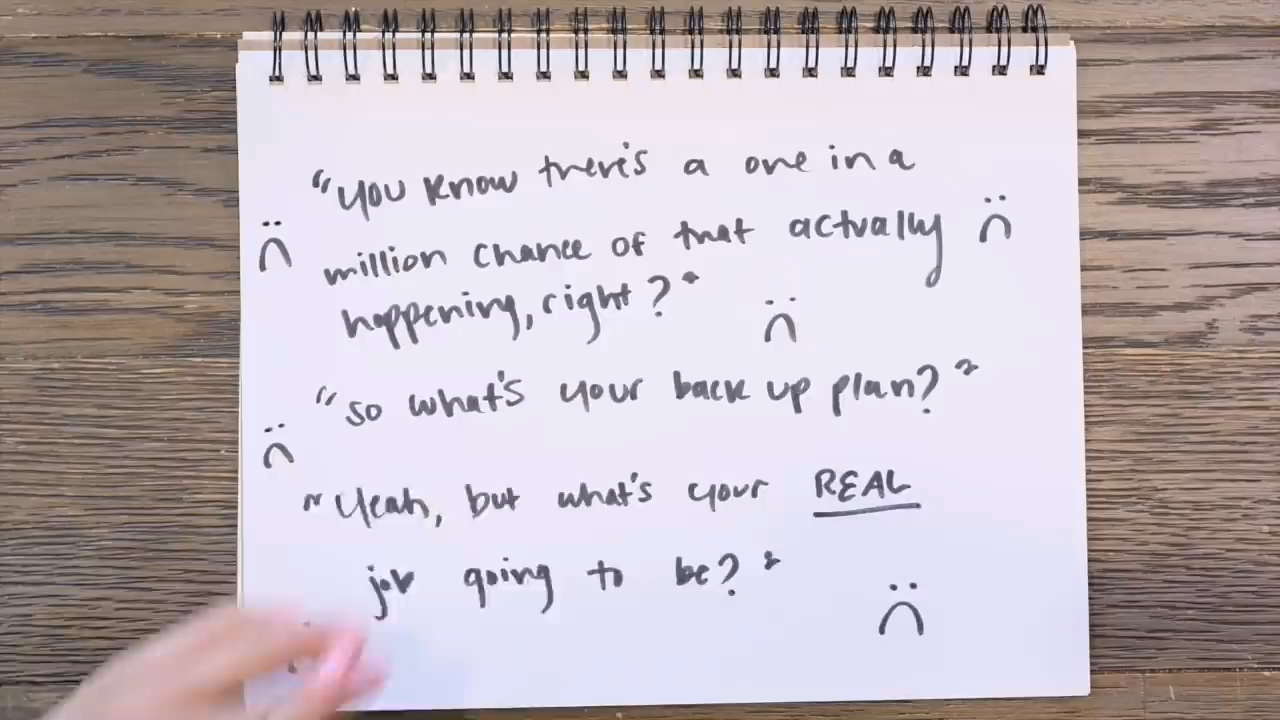 "you know there's a one in a
million chance of that actually
happening, right?"
"so what's your back up plan?"
"Yeah, but what's your REAL
job going to be?"